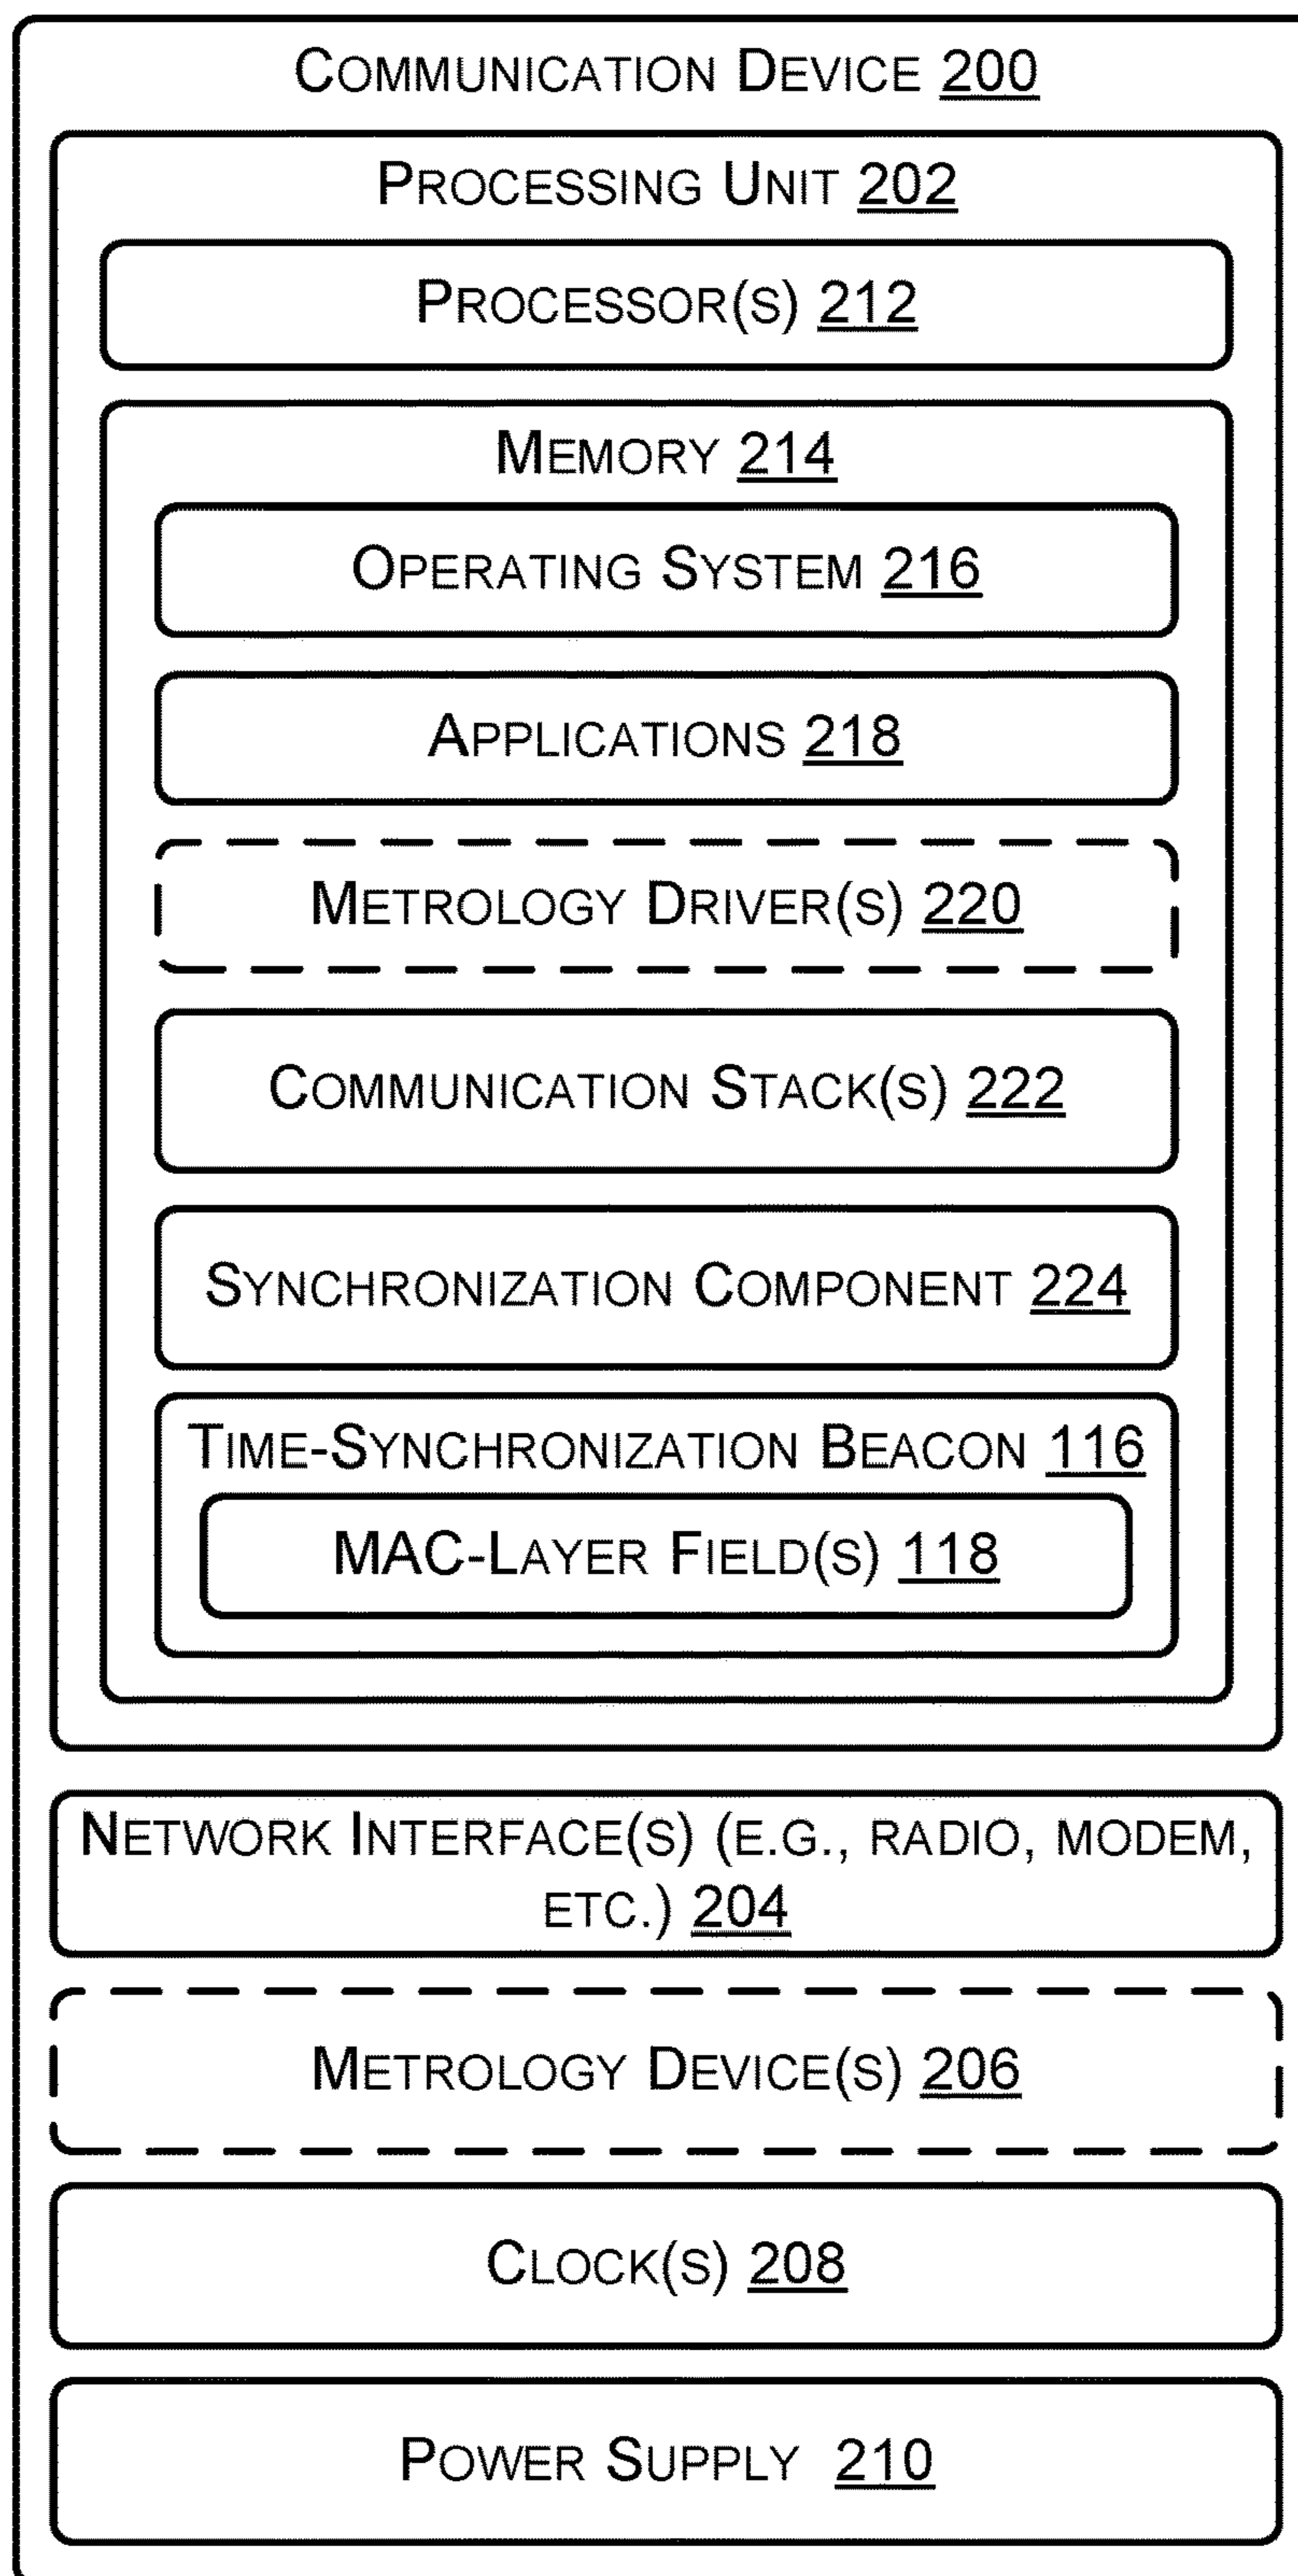 COMMUNICATION DEVICE 200
PROCESSING UNIT 202
PROCESSOR(S) 212
MEMORY 214
OPERATING SYSTEM 216
APPLICATIONS 218
METROLOGY DRIVER(S) 220
COMMUNICATION STACK(S) 222
SYNCHRONIZATION COMPONENT 224
TIME-SYNCHRONIZATION BEACON 116
MAC-LAYER FIELD(S) 118
NETWORK INTERFACE(S) (E.G., RADIO, MODEM,
ETC.) 204
METROLOGY DEVICE(S) 206
CLOCK(S) 208
POWER SUPPLY 210